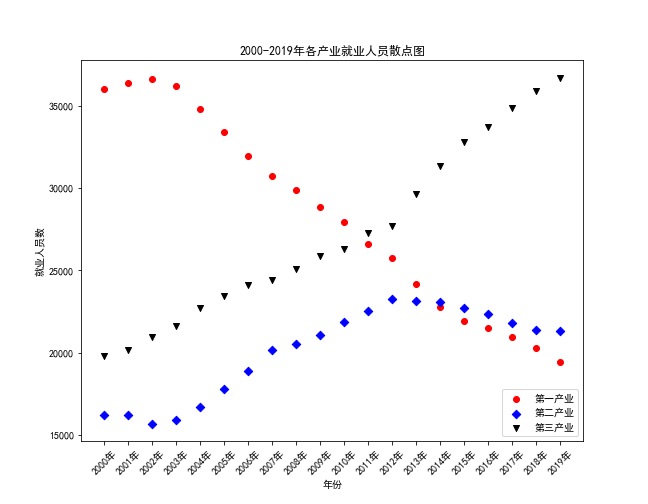 2000-2019年各产业就业人员散点图
就业人员数
35000
30000
25000
20000
15000
第一产业
第二产业
第三产业
2000年
2001年
2002年
2003年
2004年
2005年
2006年
2007年
2008年
2009年
2010年
2011年
2012年
2013年
2014年
2015年
2016年
2017年
2018年
2019年
年份